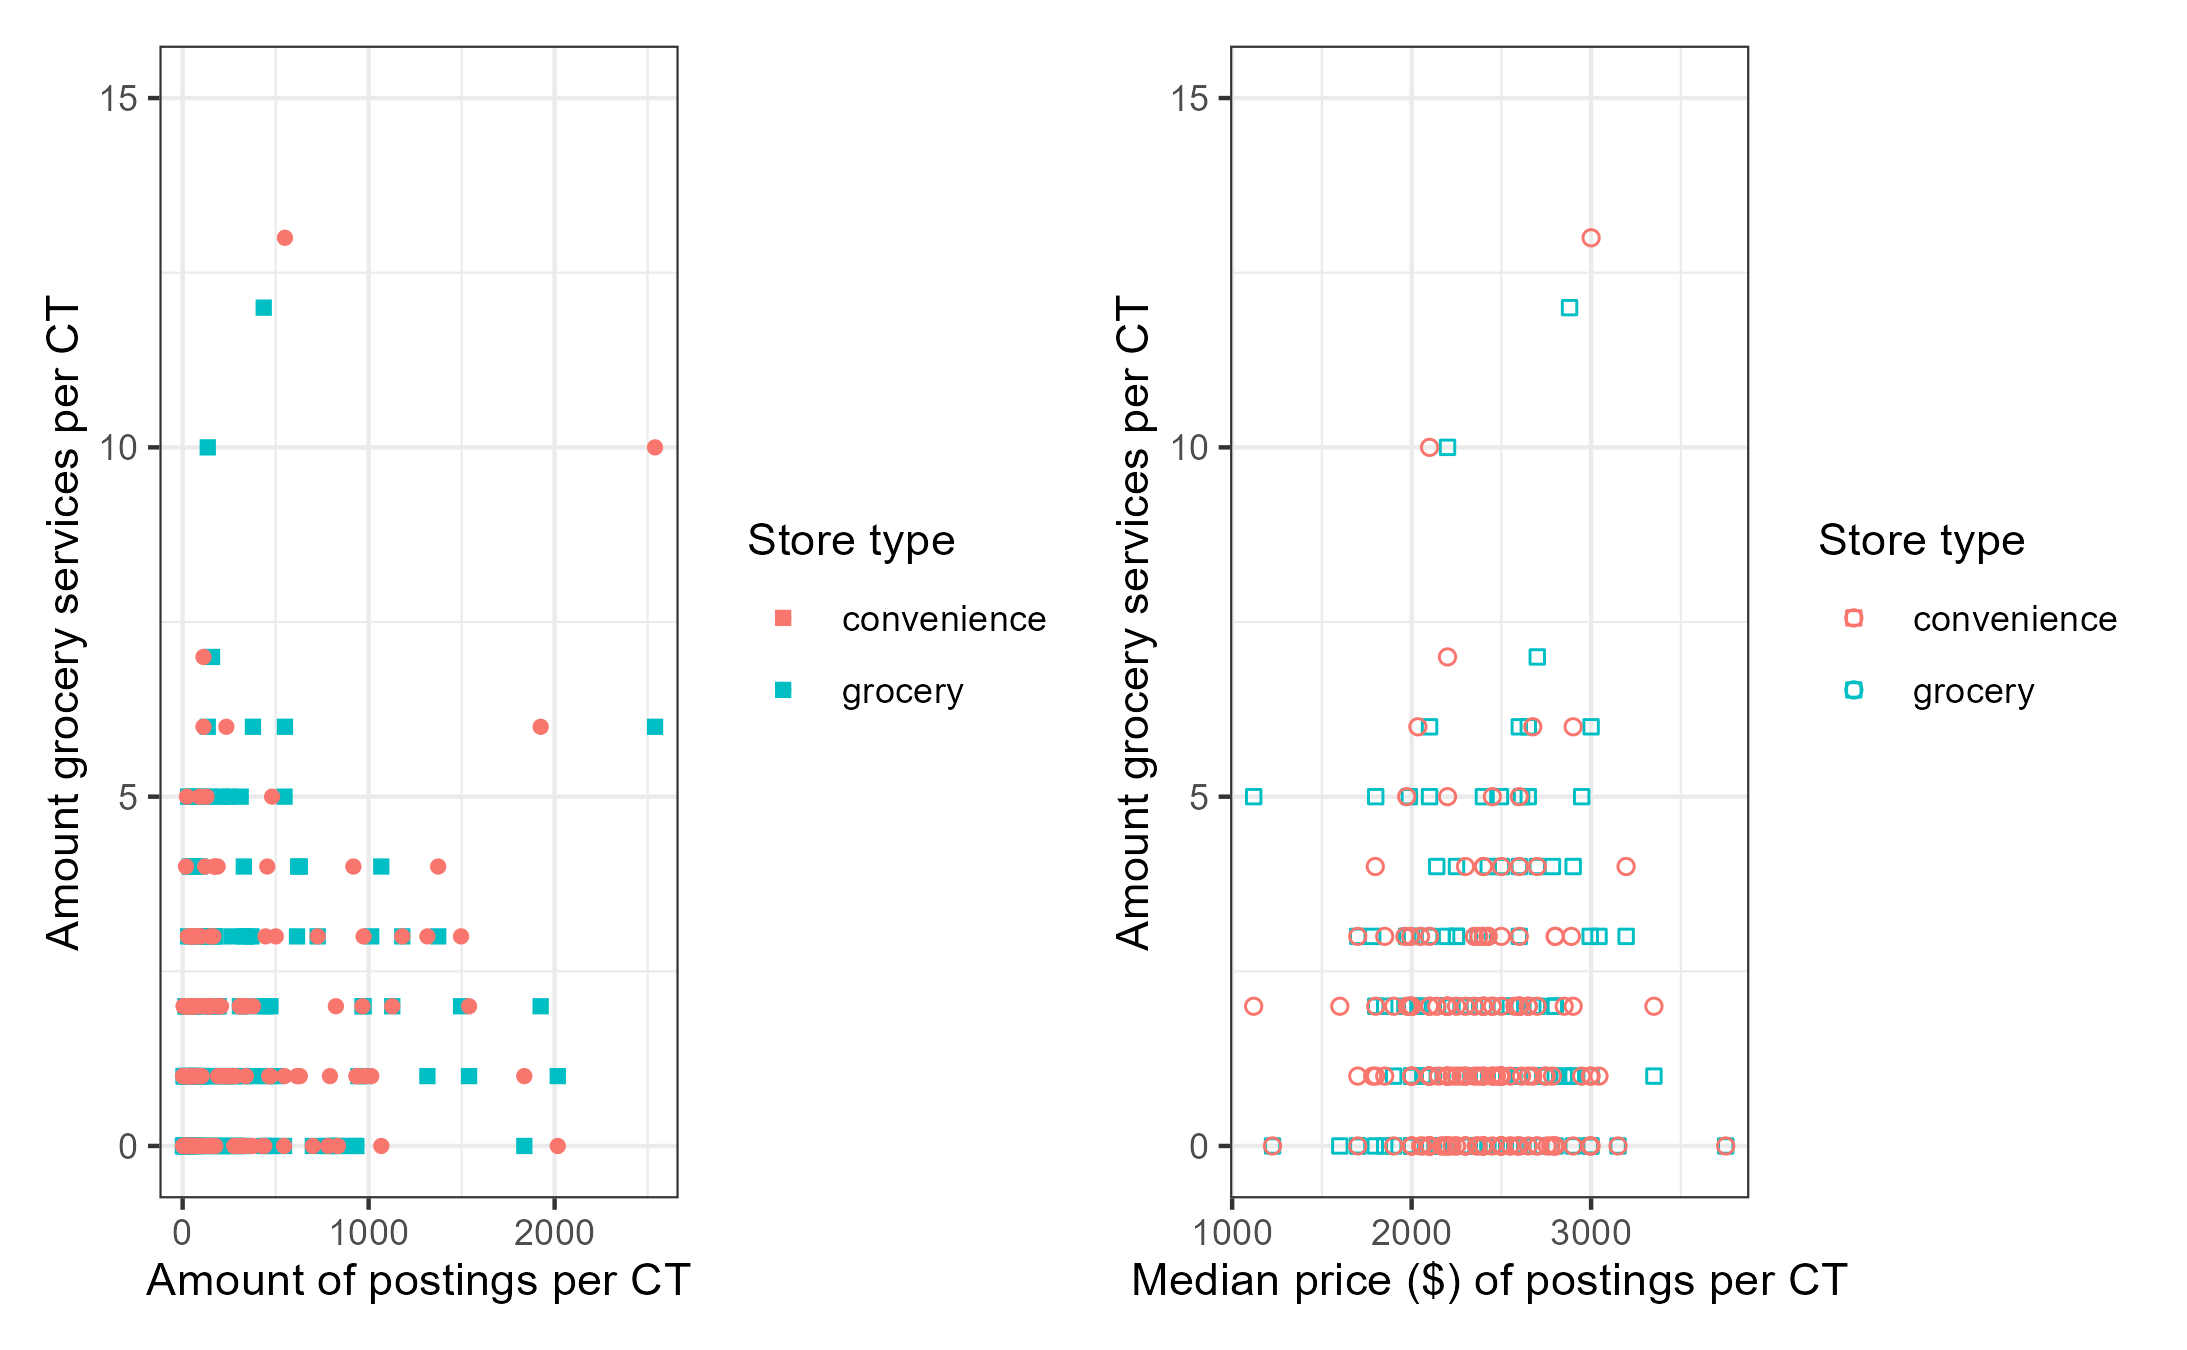 Amount grocery services per CT
15
10
5
0
0 1000 2000
Amount of postings per CT
Store type
convenience
grocery
Amount grocery services per CT
15
10
5
0
1000 2000 3000
Median price ($) of postings per CT
Store type
convenience
grocery